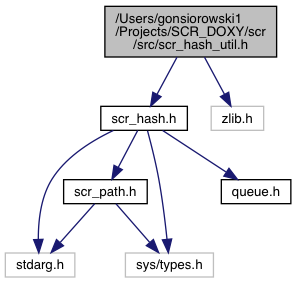 /Users/gonsiorowski1
/Projects/SCR_DOXY/scr
/src/scr_hash_util.h
scr_hash.h
zlib.h
scr_path.h
queue.h
stdarg.h
sys/types.h